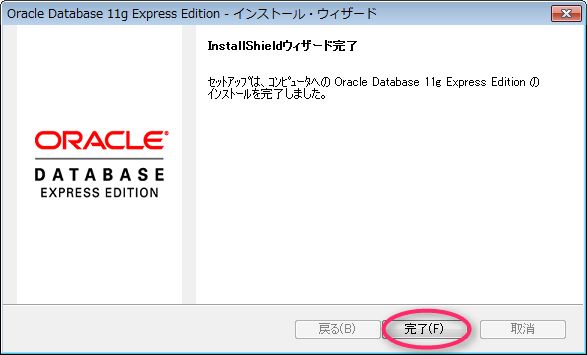 Oracle Database 11g Express Edition - インストール・ウィザード
InstallShieldウィザード完了
セットアップは、コンピュータへの Oracle Database 11g Express Edition の
インストールを完了しました。
ORACLE®
DATABASE
EXPRESS EDITION
戻る(B)
完了(F)
取消